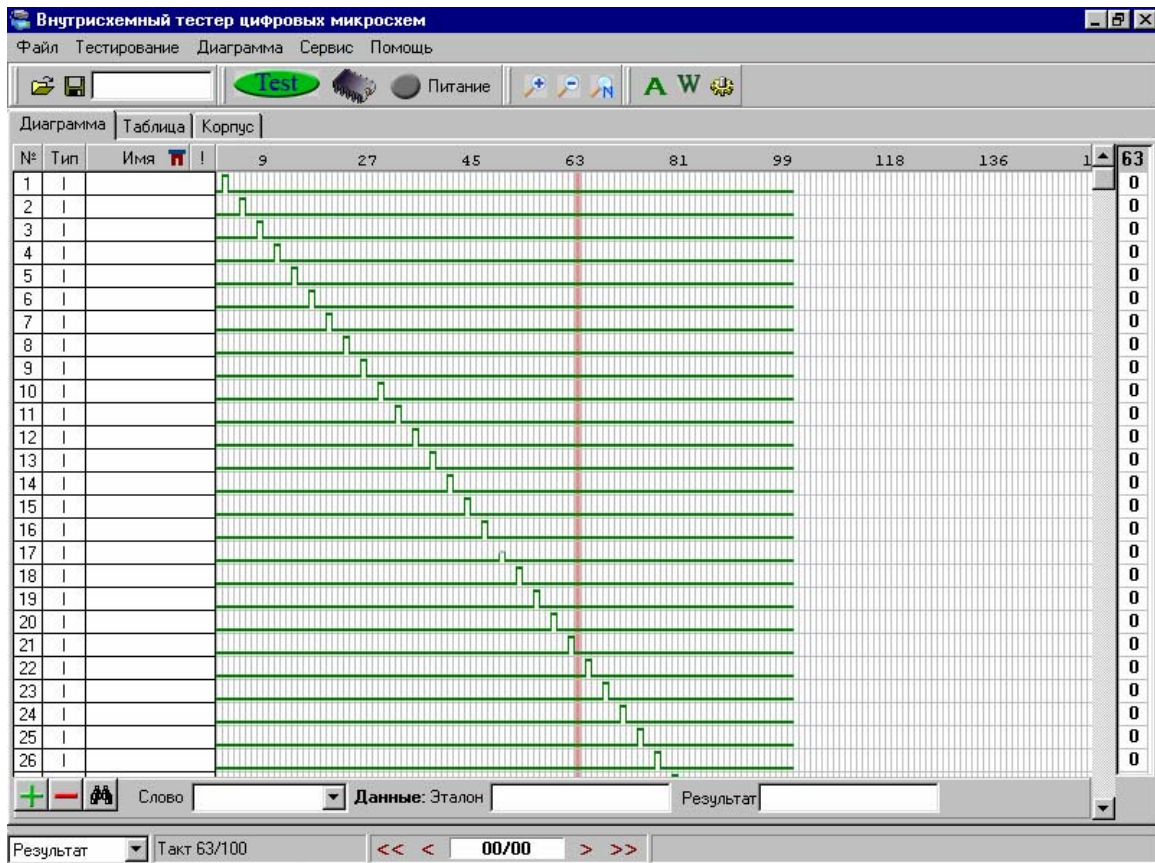 Внутрисхемный тестер цифровых микросхем
Файл Тестирование Диаграмма Сервис Помощь
Test Питание N A W
Диаграмма Таблица Корпус
№ Тип Имя ! 9 27 45 63 81 99 118 136 1 63
1 I 0
2 I 0
3 I 0
4 I 0
5 I 0
6 I 0
7 I 0
8 I 0
9 I 0
10 I 0
11 I 0
12 I 0
13 I 0
14 I 0
15 I 0
16 I 0
17 I 0
18 I 0
19 I 0
20 I 0
21 I 0
22 I 0
23 I 0
24 I 0
25 I 0
26 I 0
Слово Данные: Эталон Результат
Результат Такт 63/100 << < 00/00 > >>